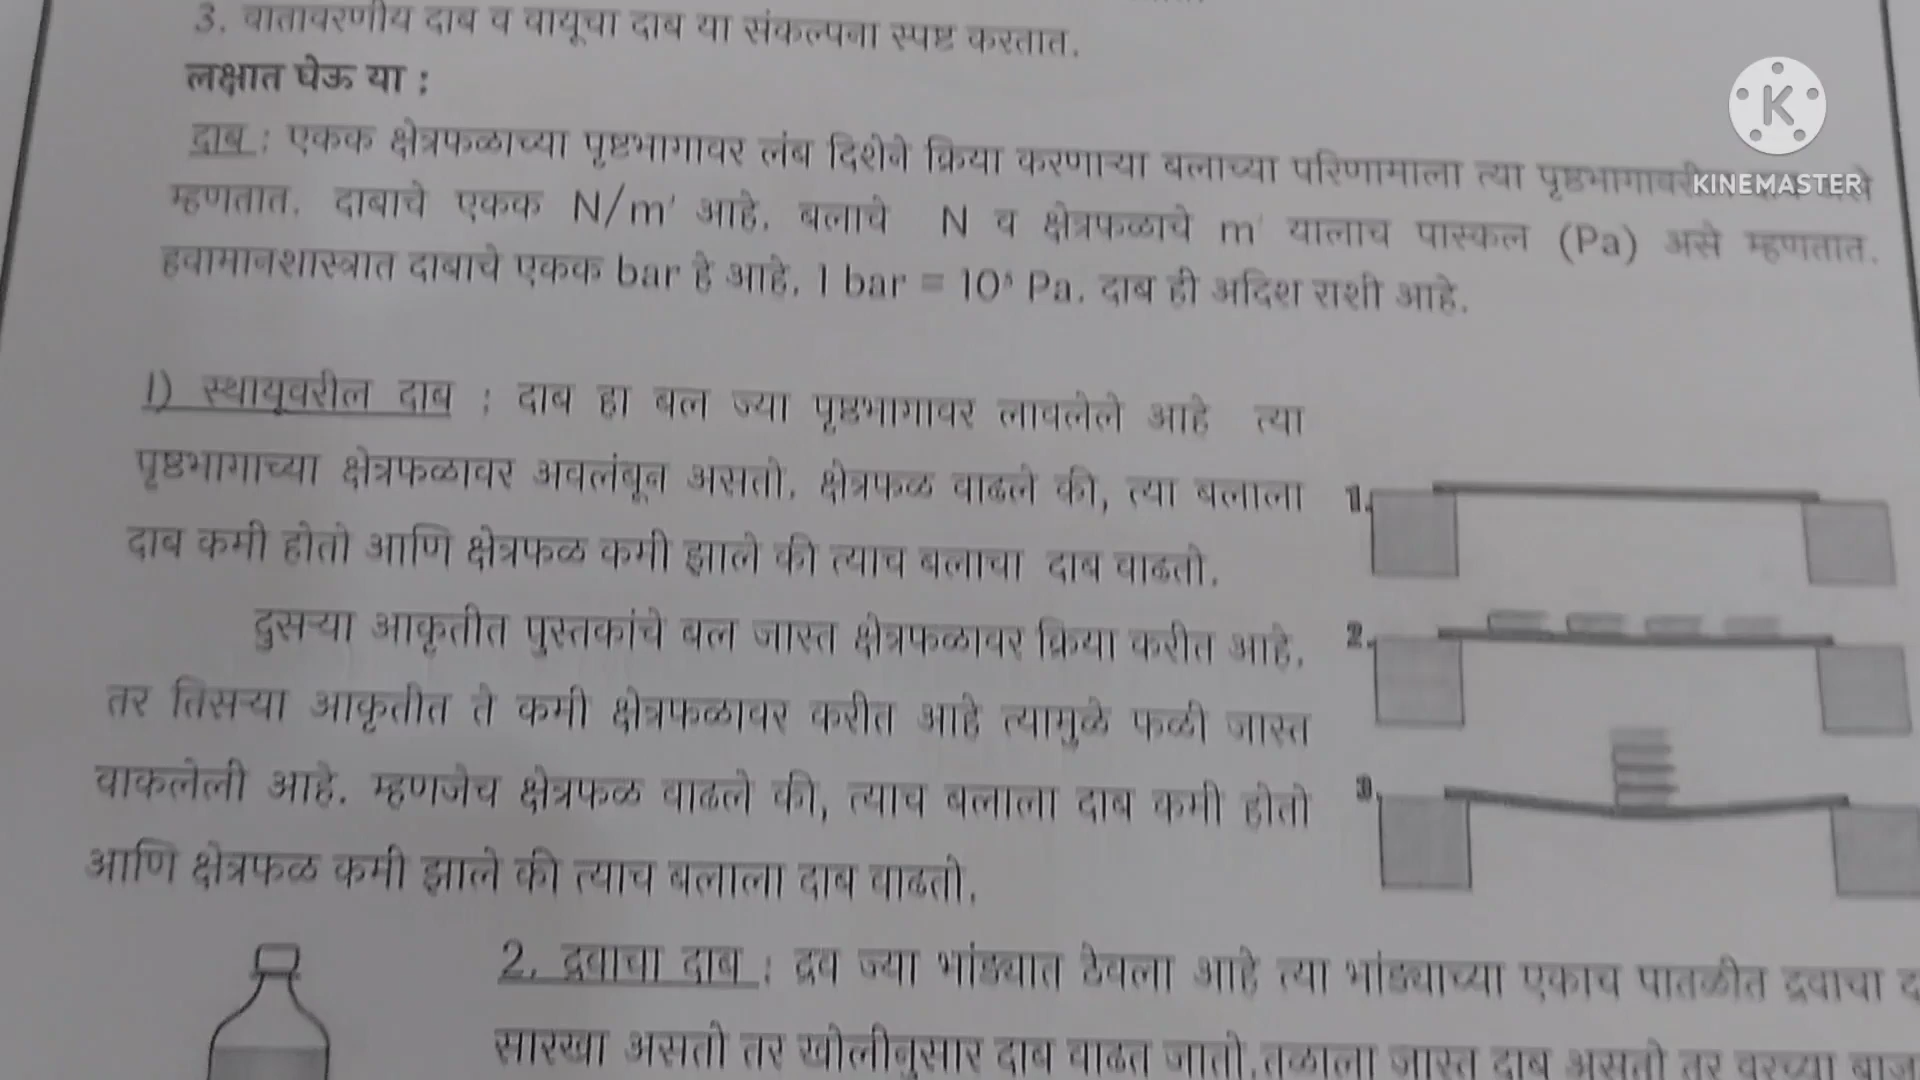 3. वातावरणीय दाब व वायूचा दाब या संकल्पना स्पष्ट करतात.
लक्षात घेऊ या :
दाब : एकक क्षेत्रफळाच्या पृष्ठभागावर लंब दिशेने क्रिया करणाऱ्या बलाच्या परिणामाला त्या पृष्ठभागावरील
KINEMASTER
म्हणतात. दाबाचे एकक N/m² आहे. बलाचे N व क्षेत्रफळाचे m² यालाच पास्कल (Pa) असे म्हणतात.
हवामानशास्त्रात दाबाचे एकक bar हे आहे. 1 bar = 10⁵ Pa. दाब ही अदिश राशी आहे.
1) स्थायूवरील दाब : दाब हा बल ज्या पृष्ठभागावर लावलेले आहे त्या
पृष्ठभागाच्या क्षेत्रफळावर अवलंबून असतो. क्षेत्रफळ वाढले की, त्या बलाला
दाब कमी होतो आणि क्षेत्रफळ कमी झाले की त्याच बलाचा दाब वाढतो.
1.
दुसऱ्या आकृतीत पुस्तकांचे बल जास्त क्षेत्रफळावर क्रिया करीत आहे,
2.
तर तिसऱ्या आकृतीत ते कमी क्षेत्रफळावर करीत आहे त्यामुळे फळी जास्त
वाकलेली आहे. म्हणजेच क्षेत्रफळ वाढले की, त्याच बलाला दाब कमी होतो
3.
आणि क्षेत्रफळ कमी झाले की त्याच बलाला दाब वाढतो.
2. द्रवाचा दाब : द्रव ज्या भांड्यात ठेवला आहे त्या भांड्याच्या एकाच पातळीत द्रवाचा
सारखा असतो तर खोलीनुसार दाब वाढत जातो.तळाला जास्त दाब असतो तर वरच्या